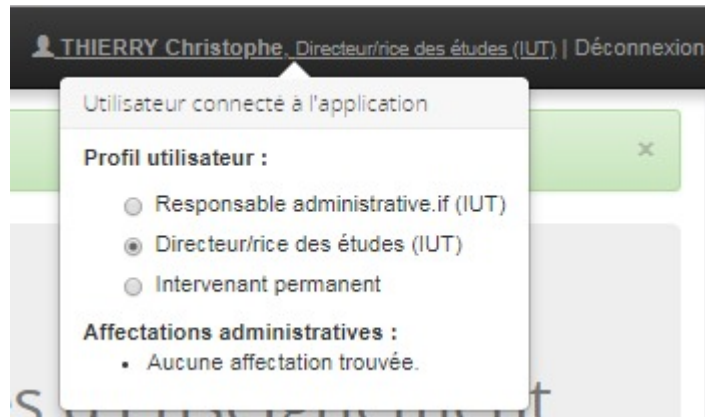 THIERRY Christophe, Directeur/rice des études (IUT) | Déconnexion
Utilisateur connecté à l'application
×
Profil utilisateur :
Responsable administrative.if (IUT)
Directeur/rice des études (IUT)
Intervenant permanent
Affectations administratives :
• Aucune affectation trouvée.